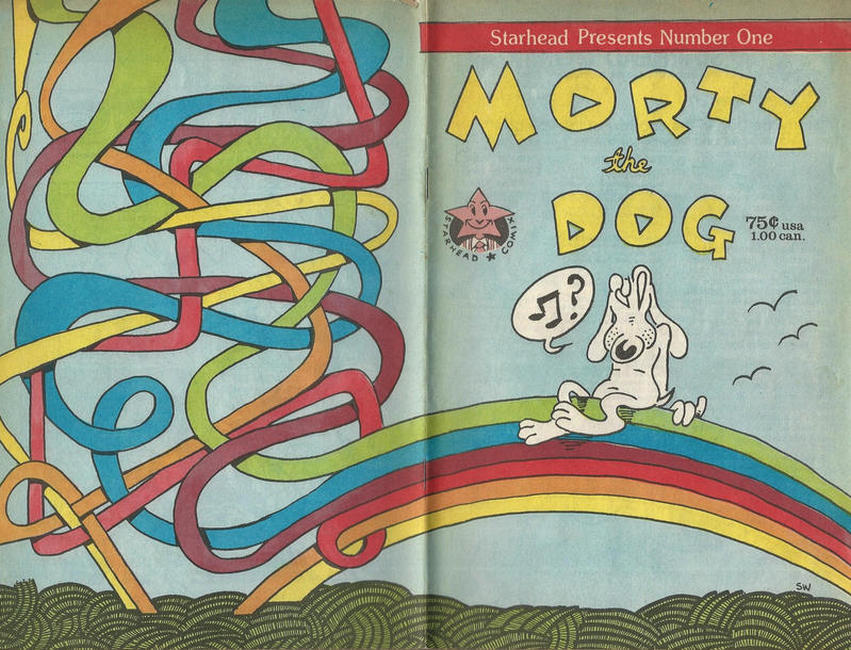 Starhead Presents Number One
MORTY
the
DOG
75¢ usa
1.00 can.
STARHEAD ★ COMIX
♫?
SW